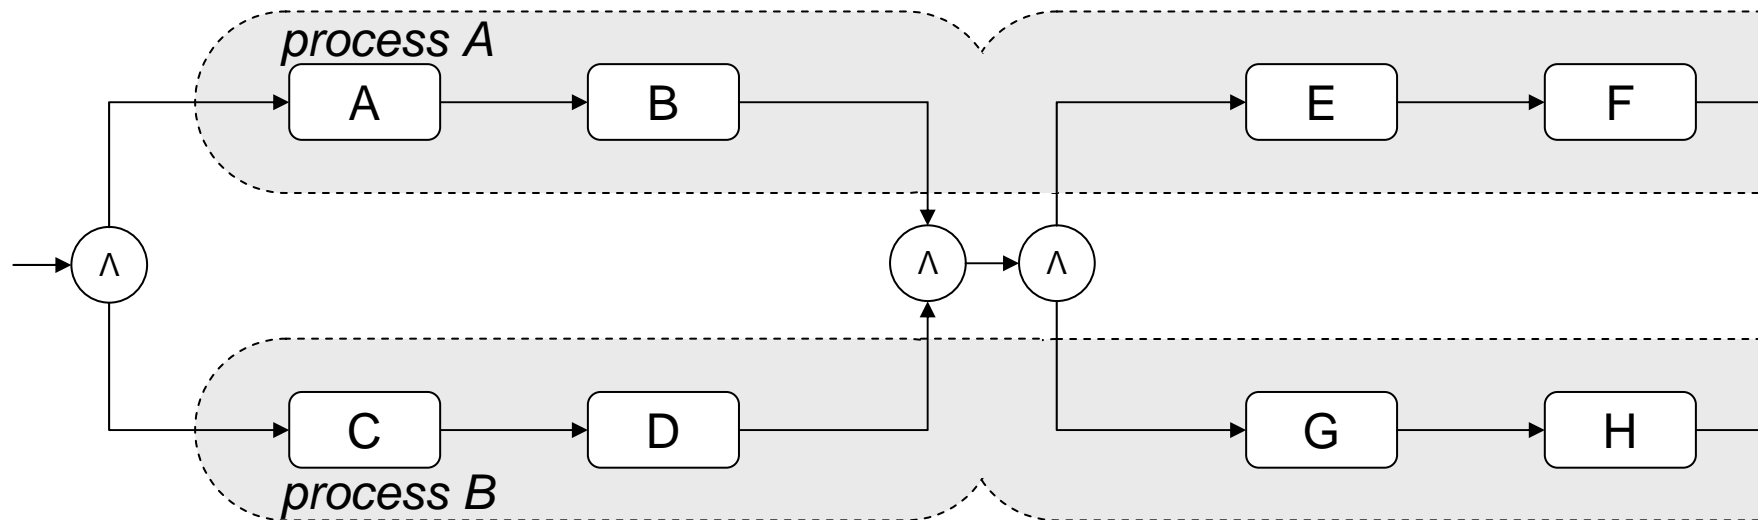 process A
A B E F
∧ ∧ ∧
C D G H
process B